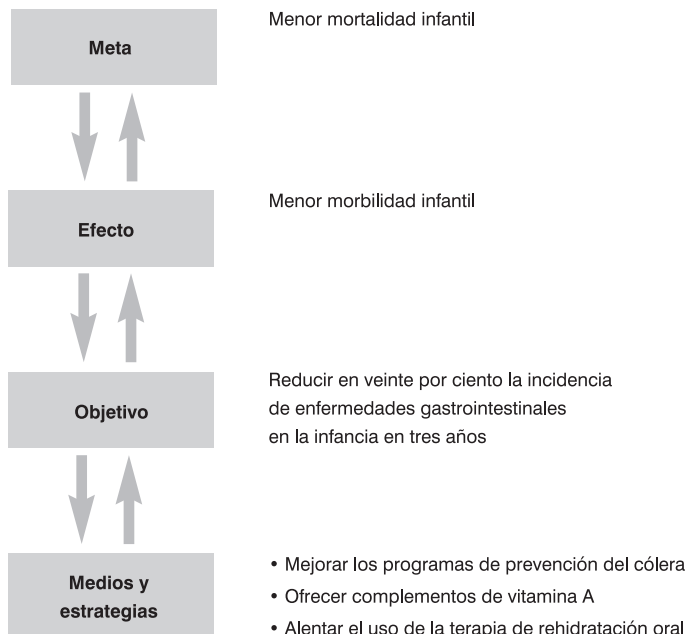 Meta
Menor mortalidad infantil
Efecto
Menor morbilidad infantil
Objetivo
Reducir en veinte por ciento la incidencia
de enfermedades gastrointestinales
en la infancia en tres años
Medios y
estrategias
• Mejorar los programas de prevención del cólera
• Ofrecer complementos de vitamina A
• Alentar el uso de la terapia de rehidratación oral